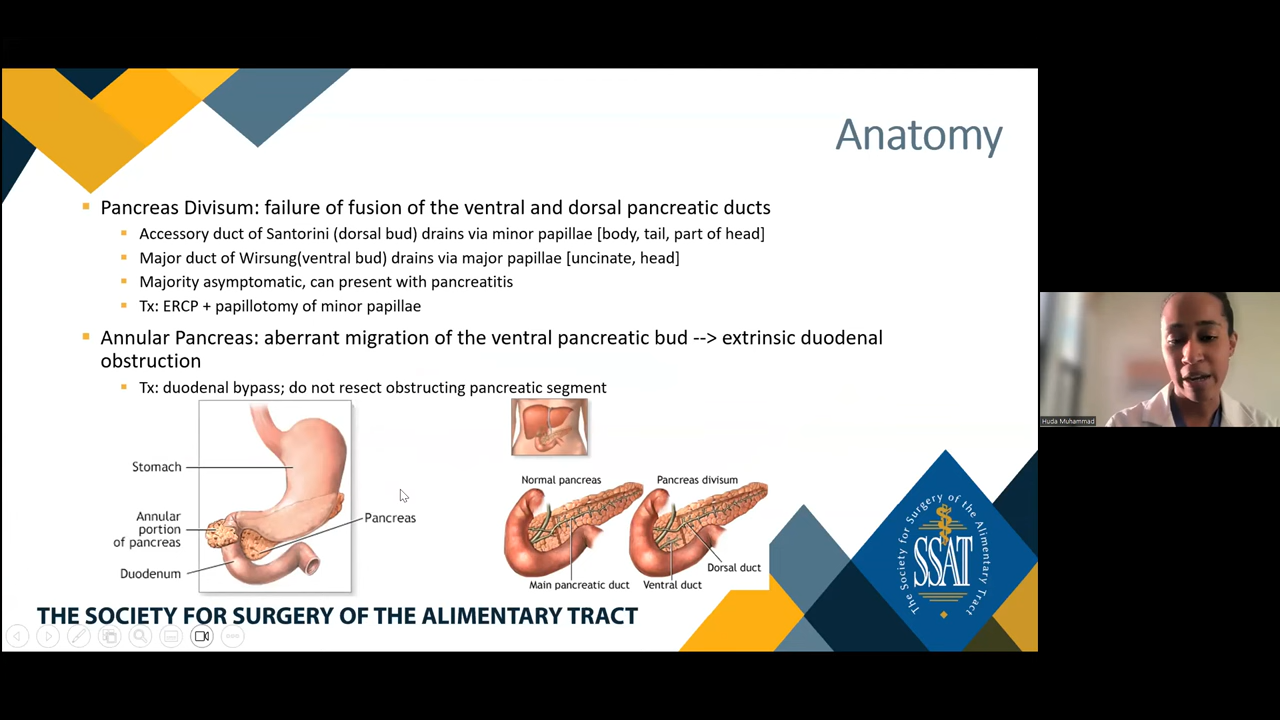 Anatomy
Pancreas Divisum: failure of fusion of the ventral and dorsal pancreatic ducts
Accessory duct of Santorini (dorsal bud) drains via minor papillae [body, tail, part of head]
Major duct of Wirsung(ventral bud) drains via major papillae [uncinate, head]
Majority asymptomatic, can present with pancreatitis
Tx: ERCP + papillotomy of minor papillae
Annular Pancreas: aberrant migration of the ventral pancreatic bud --> extrinsic duodenal
obstruction
Tx: duodenal bypass; do not resect obstructing pancreatic segment
Stomach
Annular
portion
of pancreas
Pancreas
Duodenum
Normal pancreas
Pancreas divisum
Main pancreatic duct
Ventral duct
Dorsal duct
The Society for Surgery of the Alimentary Tract
SSAT
THE SOCIETY FOR SURGERY OF THE ALIMENTARY TRACT
Huda Muhammad